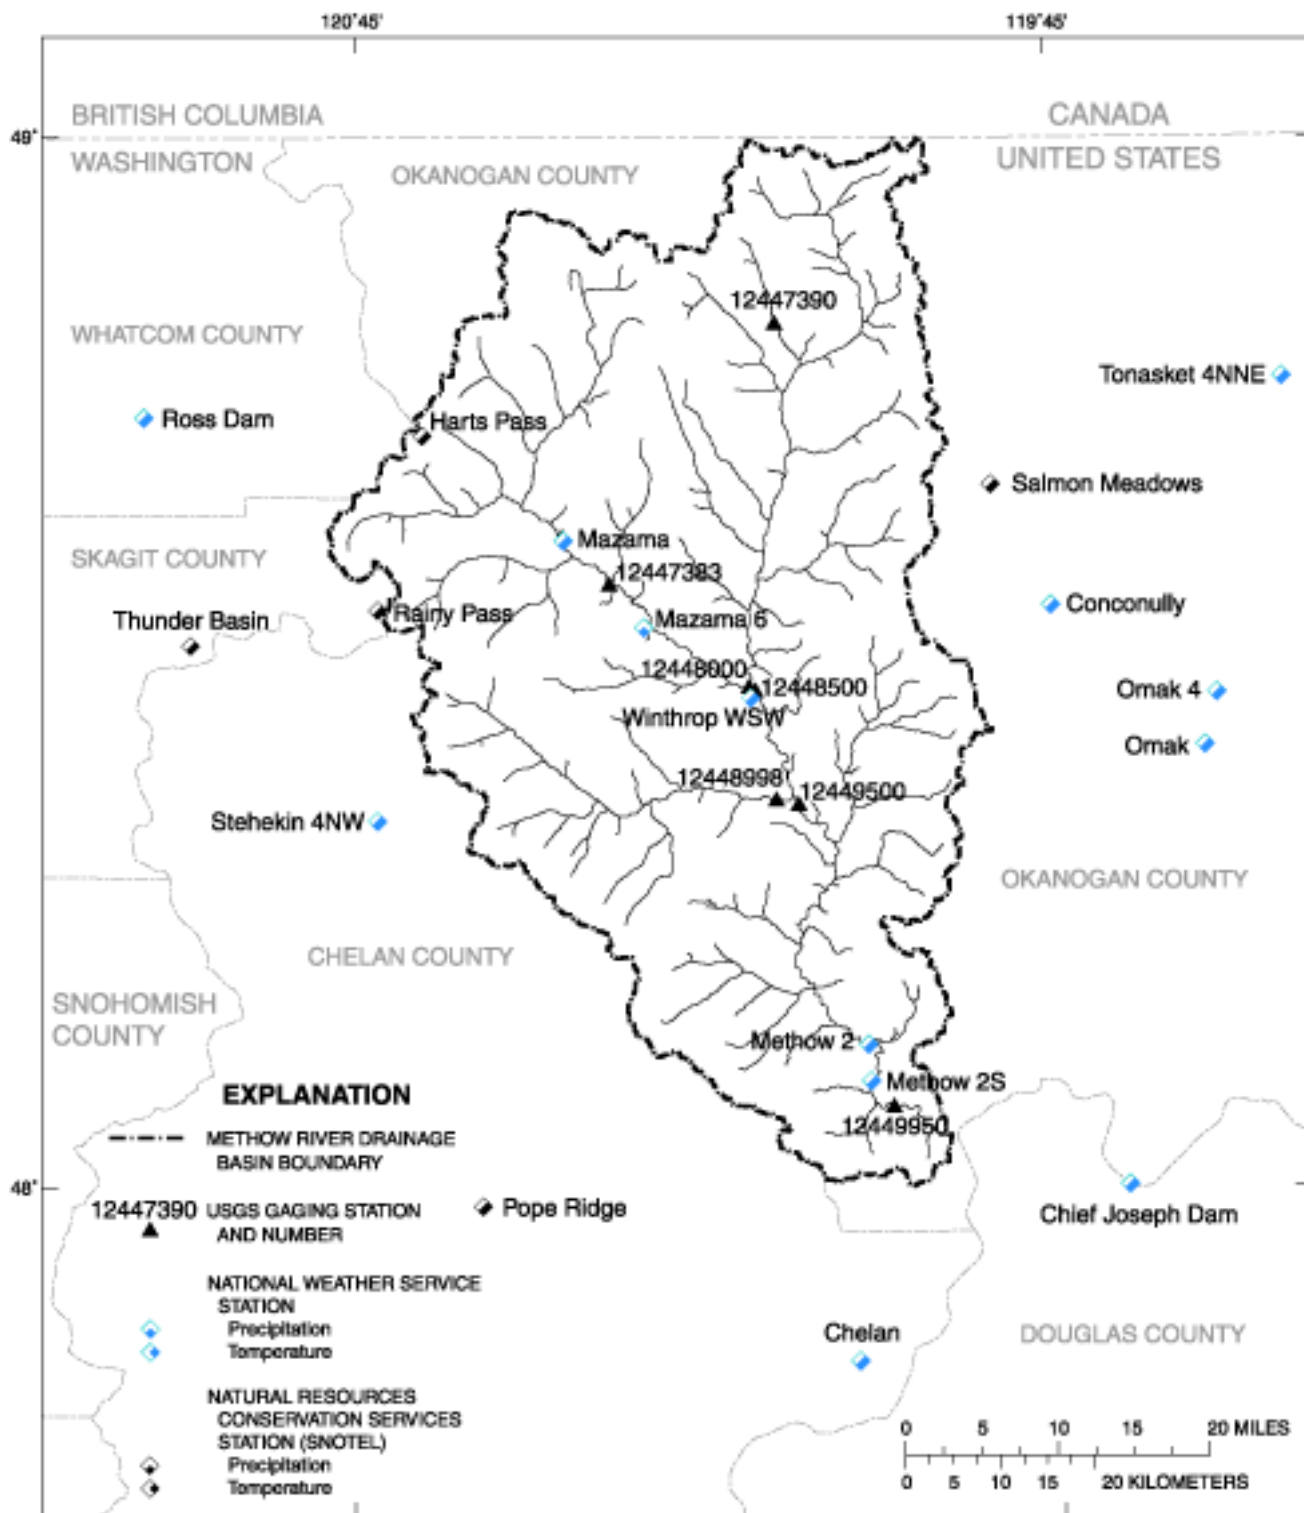 120°45'
119°45'
BRITISH COLUMBIA
CANADA
49°
WASHINGTON
UNITED STATES
OKANOGAN COUNTY
12447390
WHATCOM COUNTY
Tonasket 4NNE
Ross Dam
Harts Pass
Salmon Meadows
Mazama
SKAGIT COUNTY
12447383
Conconully
Thunder Basin
Rainy Pass
Mazama 6
12448000
12448500
Omak 4
Winthrop WSW
Omak
12448998
12449500
Stehekin 4NW
OKANOGAN COUNTY
CHELAN COUNTY
SNOHOMISH
COUNTY
Methow 2
Methow 2S
EXPLANATION
12449950
METHOW RIVER DRAINAGE
BASIN BOUNDARY
48°
12447390 USGS GAGING STATION
AND NUMBER
Pope Ridge
Chief Joseph Dam
NATIONAL WEATHER SERVICE
STATION
Precipitation
Temperature
Chelan
DOUGLAS COUNTY
NATURAL RESOURCES
CONSERVATION SERVICES
STATION (SNOTEL)
Precipitation
Temperature
0 5 10 15 20 MILES
0 5 10 15 20 KILOMETERS